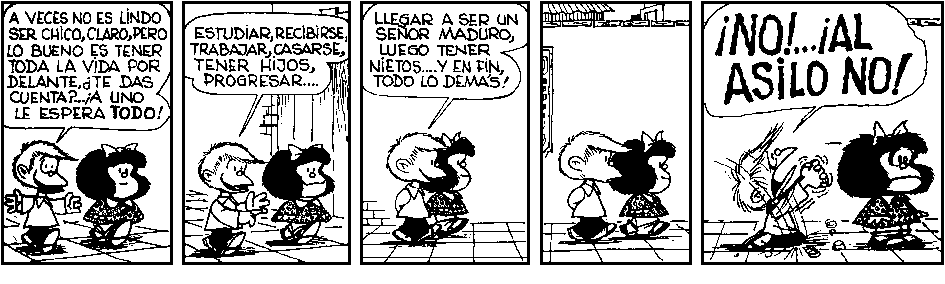 A VECES NO ES LINDO
SER CHICO, CLARO, PERO
LO BUENO ES TENER
TODA LA VIDA POR
DELANTE, ¿TE DAS
CUENTA?...¡A UNO
LE ESPERA TODO!
ESTUDIAR, RECIBIRSE,
TRABAJAR, CASARSE,
TENER HIJOS,
PROGRESAR....
LLEGAR A SER UN
SEÑOR MADURO,
LUEGO TENER
NIETOS....Y EN FIN,
TODO LO DEMÁS!
¡NO!...¡AL
ASILO NO!